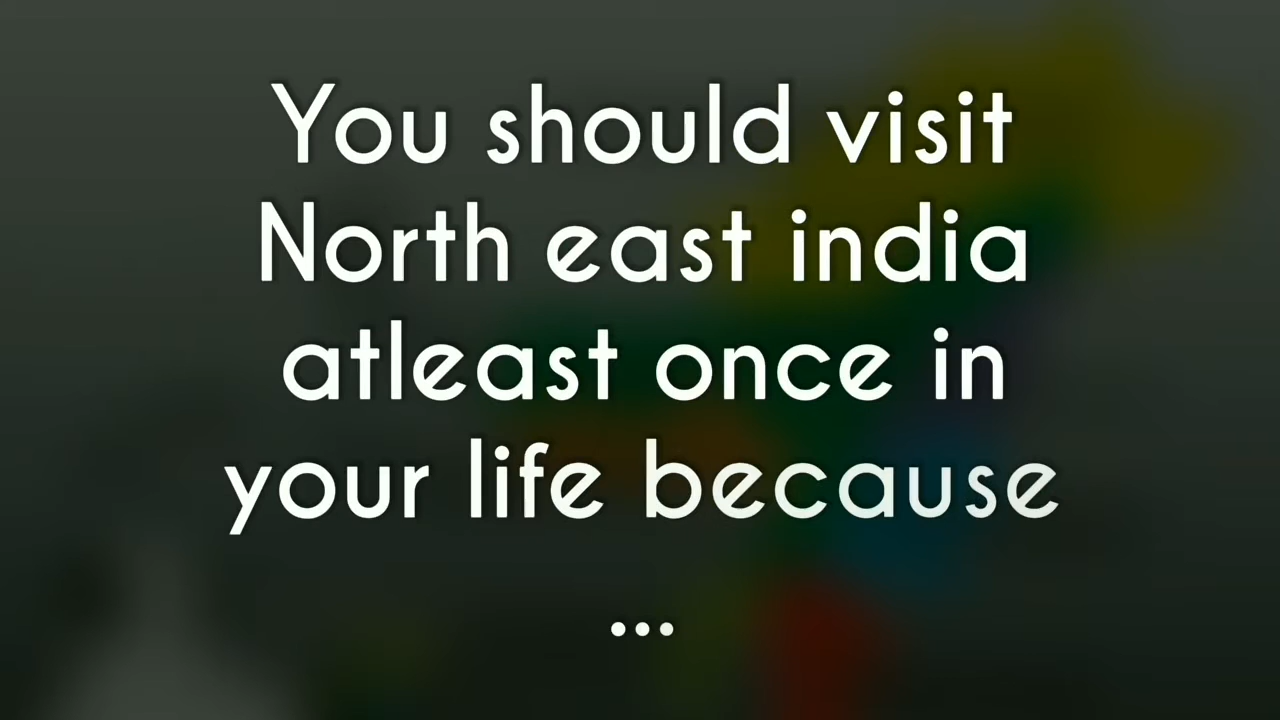 You should visit
North east india
atleast once in
your life because
...